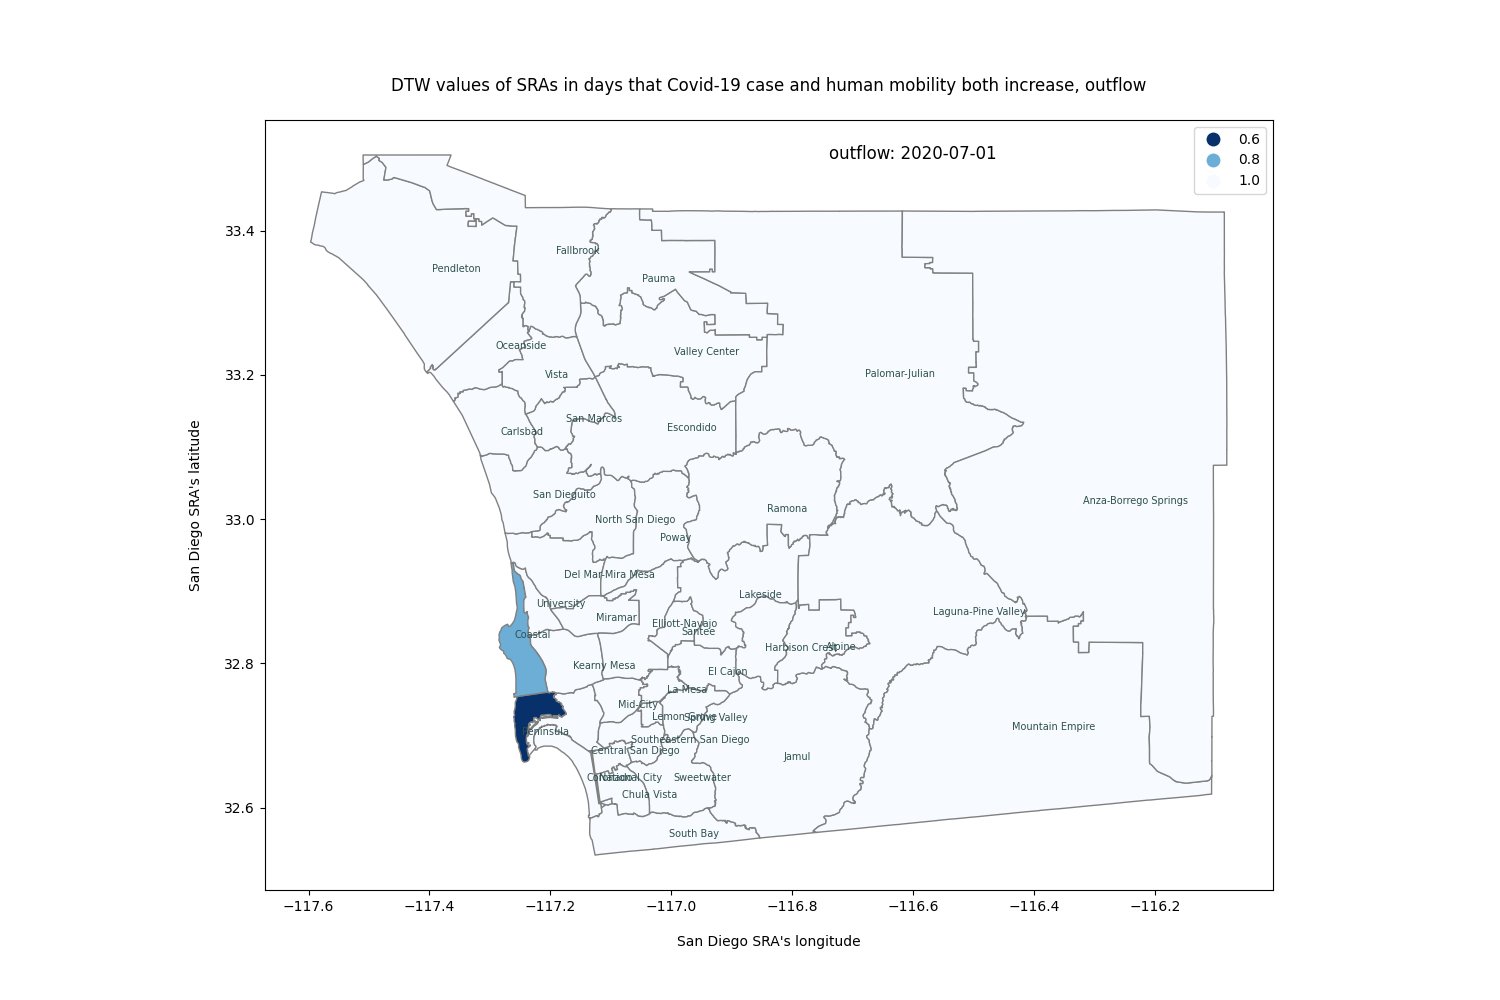 DTW values of SRAs in days that Covid-19 case and human mobility both increase, outflow
outflow: 2020-07-01
0.6
0.8
1.0
San Diego SRA's latitude
33.4
33.2
33.0
32.8
32.6
Fallbrook
Pendleton
Pauma
Oceanside
Valley Center
Vista
Palomar-Julian
San Marcos
Carlsbad
Escondido
San Dieguito
Anza-Borrego Springs
Ramona
North San Diego
Poway
Del Mar-Mira Mesa
Lakeside
University
Laguna-Pine Valley
Miramar
Elliott-Navajo
Santee
Coastal
Harbison Crest
Alpine
Kearny Mesa
El Cajon
La Mesa
Mid-City
Lemon Grove
Spring Valley
Mountain Empire
Peninsula
Southeastern San Diego
Central San Diego
Jamul
Coronado
National City
Sweetwater
Chula Vista
South Bay
−117.6
−117.4
−117.2
−117.0
−116.8
−116.6
−116.4
−116.2
San Diego SRA's longitude